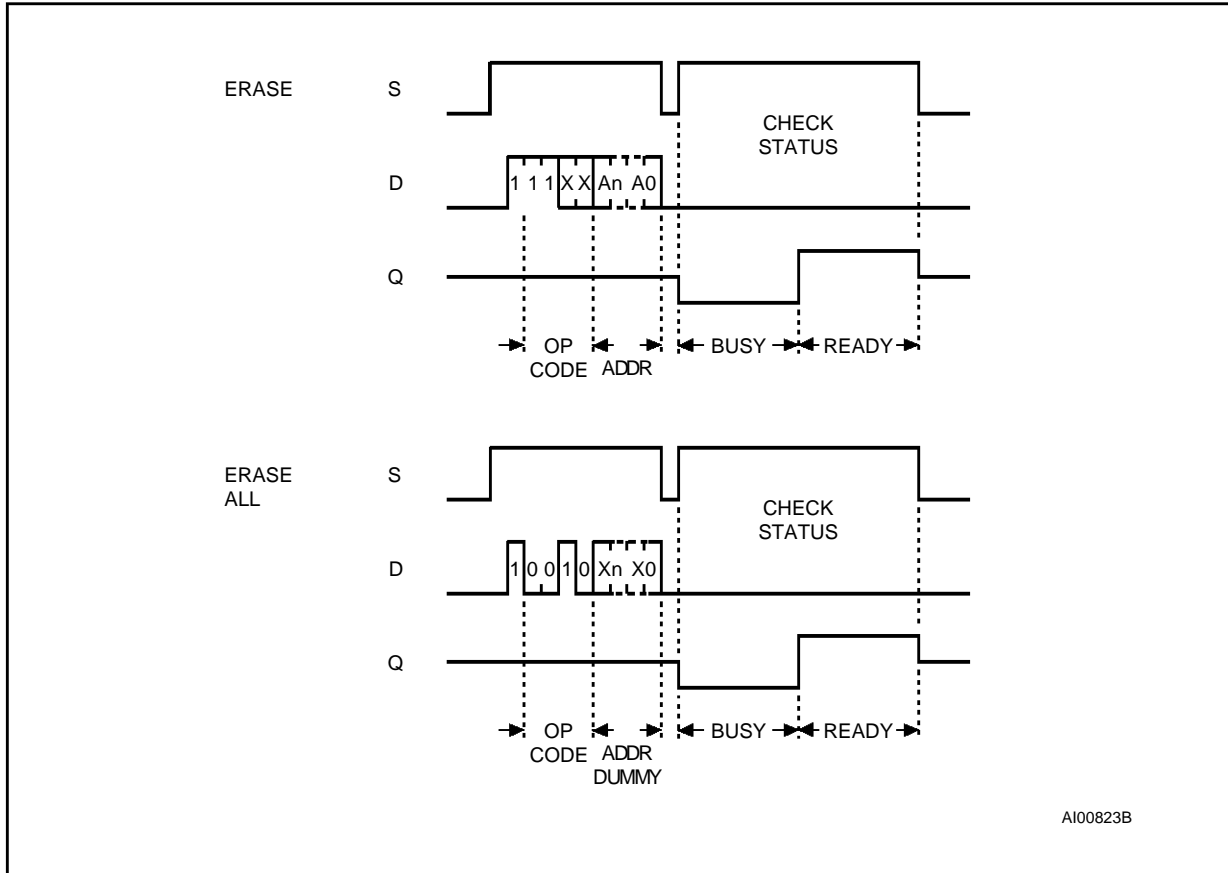 ERASE S
CHECK
STATUS
D 1 1 1 X X An A0
Q
OP
CODE ADDR BUSY READY
ERASE
ALL S
CHECK
STATUS
D 1 0 0 1 0 Xn X0
Q
OP
CODE ADDR
DUMMY BUSY READY
AI00823B